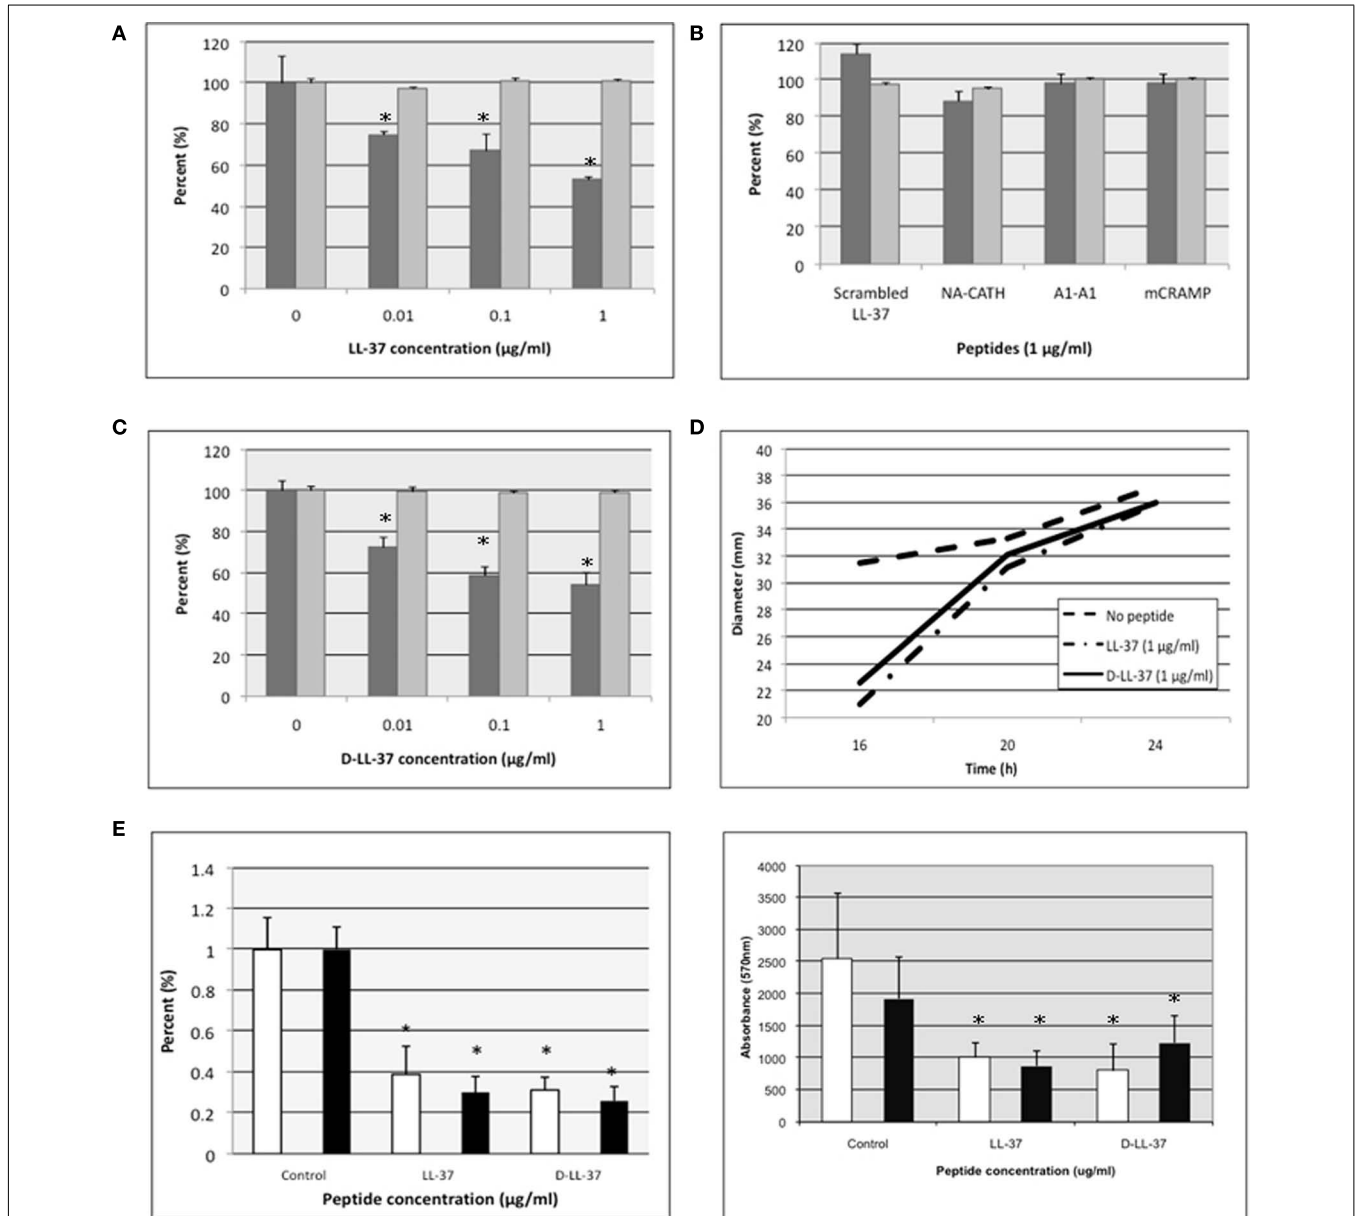 A
120
100
80
60
40
20
0
Percent (%)
* * *
0 0.01 0.1 1
LL-37 concentration (µg/ml)
B
120
100
80
60
40
20
0
Percent (%)
Scrambled LL-37 NA-CATH A1-A1 mCRAMP
Peptides (1 µg/ml)
C
120
100
80
60
40
20
0
Percent (%)
* * *
0 0.01 0.1 1
D-LL-37 concentration (µg/ml)
D
40
38
36
34
32
30
28
26
24
22
20
Diameter (mm)
No peptide
LL-37 (1 µg/ml)
D-LL-37 (1 µg/ml)
16 20 24
Time (h)
E
1.4
1.2
1
0.8
0.6
0.4
0.2
0
Percent (%)
* * * *
Control LL-37 D-LL-37
Peptide concentration (µg/ml)
4000
3500
3000
2500
2000
1500
1000
500
0
Absorbance (570nm)
* * * *
Control LL-37 D-LL-37
Peptide concentration (ug/ml)